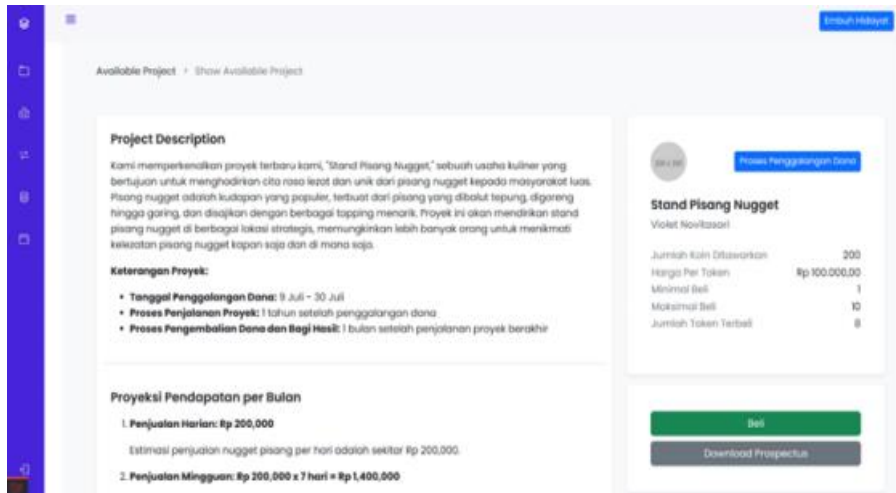 Embuh Hidayat
Available Project > Show Available Project
Project Description
Kami memperkenalkan proyek terbaru kami, "Stand Pisang Nugget," sebuah usaha kuliner yang
bertujuan untuk menghadirkan cita rasa lezat dan unik dari pisang nugget kepada masyarakat luas.
Pisang nugget adalah kudapan yang populer, terbuat dari pisang yang dibalut tepung, digoreng
hingga garing, dan disajikan dengan berbagai topping menarik. Proyek ini akan mendirikan stand
pisang nugget di berbagai lokasi strategis, memungkinkan lebih banyak orang untuk menikmati
kelezatan pisang nugget kapan saja dan di mana saja.
Keterangan Proyek:
• Tanggal Penggalangan Dana: 9 Juli - 30 Juli
• Proses Penjalanan Proyek: 1 tahun setelah penggalangan dana
• Proses Pengembalian Dana dan Bagi Hasil: 1 bulan setelah penjalanan proyek berakhir
Proyeksi Pendapatan per Bulan
1. Penjualan Harian: Rp 200,000
Estimasi penjualan nugget pisang per hari adalah sekitar Rp 200,000.
2. Penjualan Mingguan: Rp 200,000 x 7 hari = Rp 1,400,000
Proses Penggalangan Dana
Stand Pisang Nugget
Violet Novitasari
Jumlah Koin Ditawarkan 200
Harga Per Token Rp 100.000,00
Minimal Beli 1
Maksimal Beli 10
Jumlah Token Terbeli 8
Beli
Download Prospectus